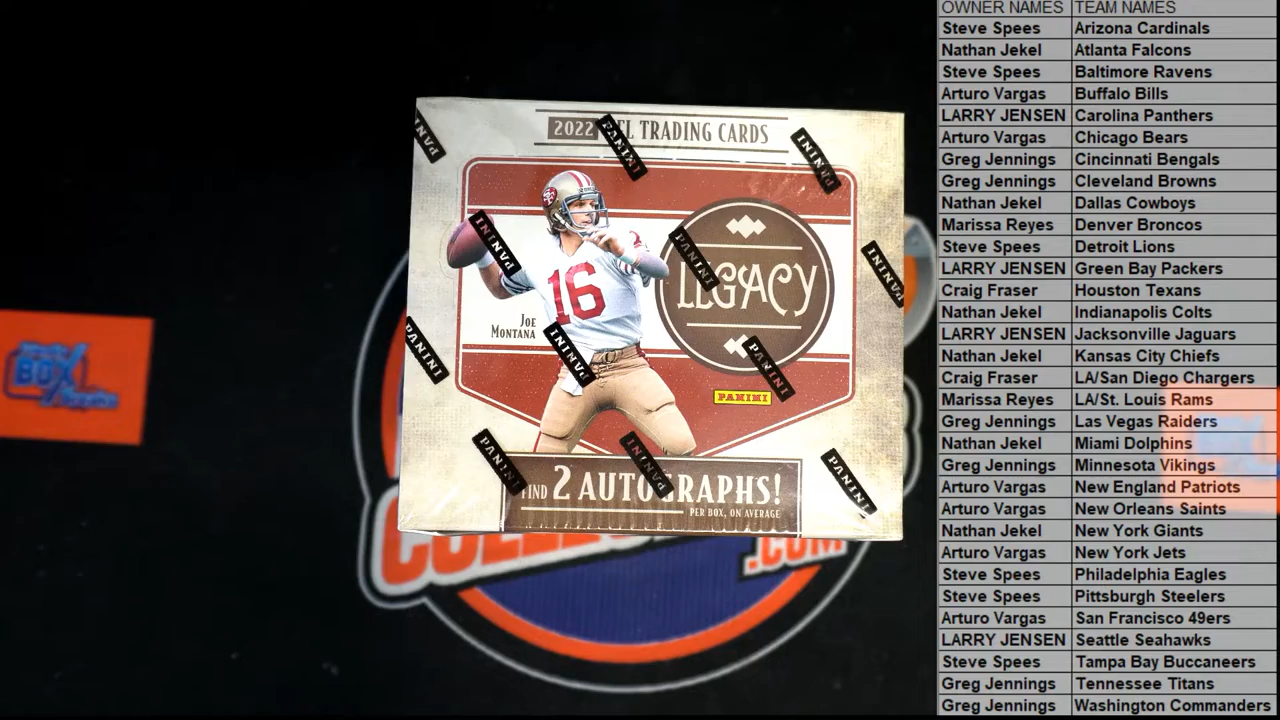 OWNER NAMES TEAM NAMES
Steve Spees Arizona Cardinals
Nathan Jekel Atlanta Falcons
Steve Spees Baltimore Ravens
Arturo Vargas Buffalo Bills
LARRY JENSEN Carolina Panthers
Arturo Vargas Chicago Bears
Greg Jennings Cincinnati Bengals
Greg Jennings Cleveland Browns
Nathan Jekel Dallas Cowboys
Marissa Reyes Denver Broncos
Steve Spees Detroit Lions
LARRY JENSEN Green Bay Packers
Craig Fraser Houston Texans
Nathan Jekel Indianapolis Colts
LARRY JENSEN Jacksonville Jaguars
Nathan Jekel Kansas City Chiefs
Craig Fraser LA/San Diego Chargers
Marissa Reyes LA/St. Louis Rams
Greg Jennings Las Vegas Raiders
Nathan Jekel Miami Dolphins
Greg Jennings Minnesota Vikings
Arturo Vargas New England Patriots
Arturo Vargas New Orleans Saints
Nathan Jekel New York Giants
Arturo Vargas New York Jets
Steve Spees Philadelphia Eagles
Steve Spees Pittsburgh Steelers
Arturo Vargas San Francisco 49ers
LARRY JENSEN Seattle Seahawks
Steve Spees Tampa Bay Buccaneers
Greg Jennings Tennessee Titans
Greg Jennings Washington Commanders
2022 NFL TRADING CARDS
PANINI
PANINI
PANINI
PANINI
PANINI
PANINI
LEGACY
16
JOE
MONTANA
PANINI
PANINI
PANINI
PANINI
PANINI
PANINI
PANINI
FIND 2 AUTOGRAPHS!
PER BOX, ON AVERAGE
.COM
BOX